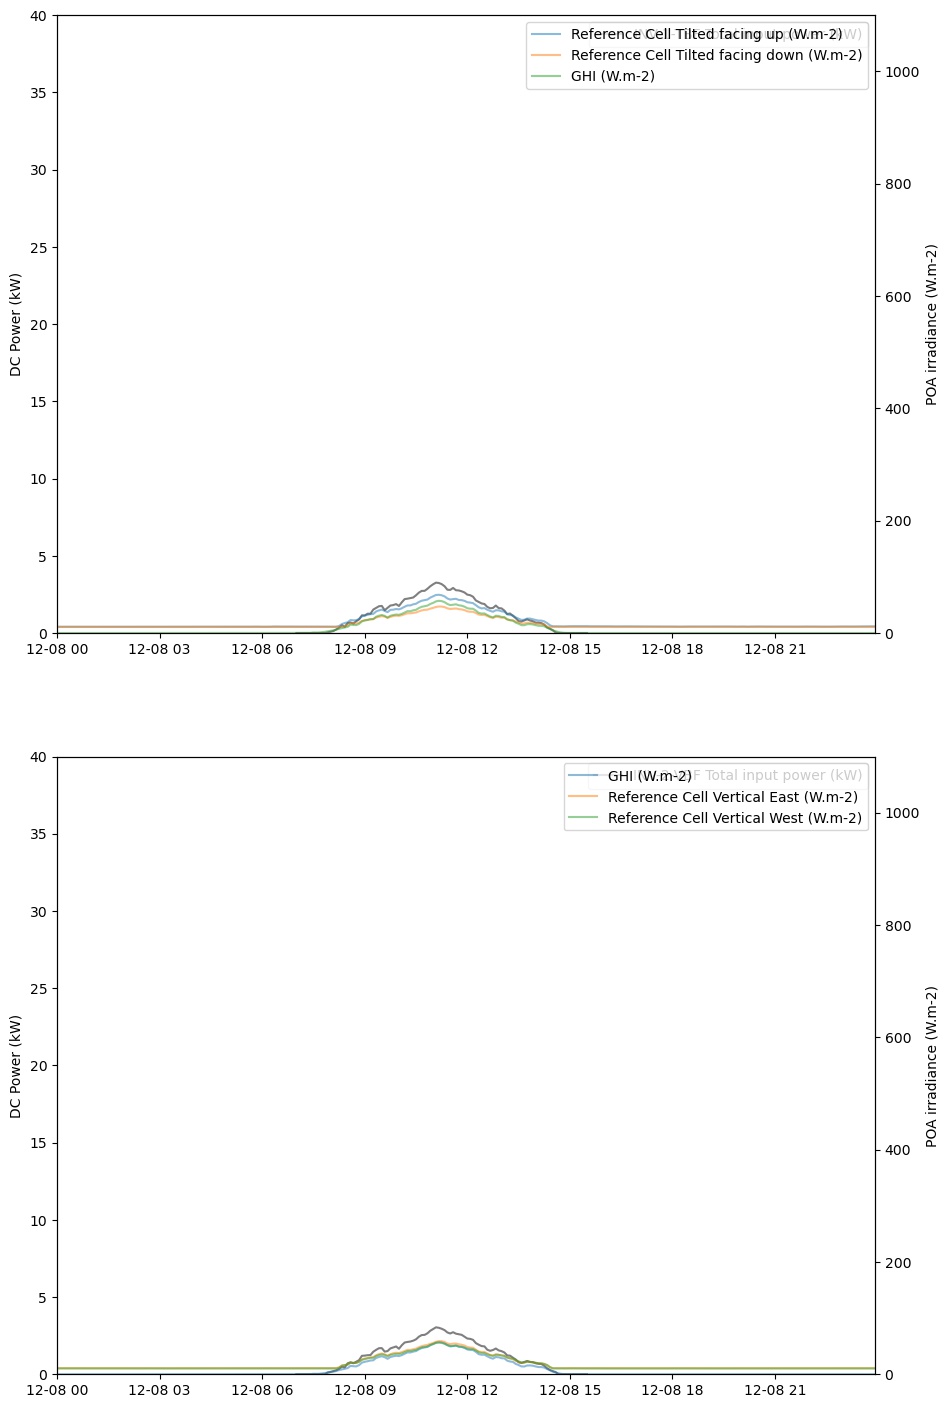 40
35
30
25
20
15
10
5
0
DC Power (kW)
Reference Cell Tilted facing up (W.m-2)
Reference Cell Tilted facing down (W.m-2)
GHI (W.m-2)
1000
800
600
400
200
0
POA irradiance (W.m-2)
12-08 00 12-08 03 12-08 06 12-08 09 12-08 12 12-08 15 12-08 18 12-08 21
40
35
30
25
20
15
10
5
0
DC Power (kW)
Total input power (kW)
GHI (W.m-2)
Reference Cell Vertical East (W.m-2)
Reference Cell Vertical West (W.m-2)
1000
800
600
400
200
0
POA irradiance (W.m-2)
12-08 00 12-08 03 12-08 06 12-08 09 12-08 12 12-08 15 12-08 18 12-08 21